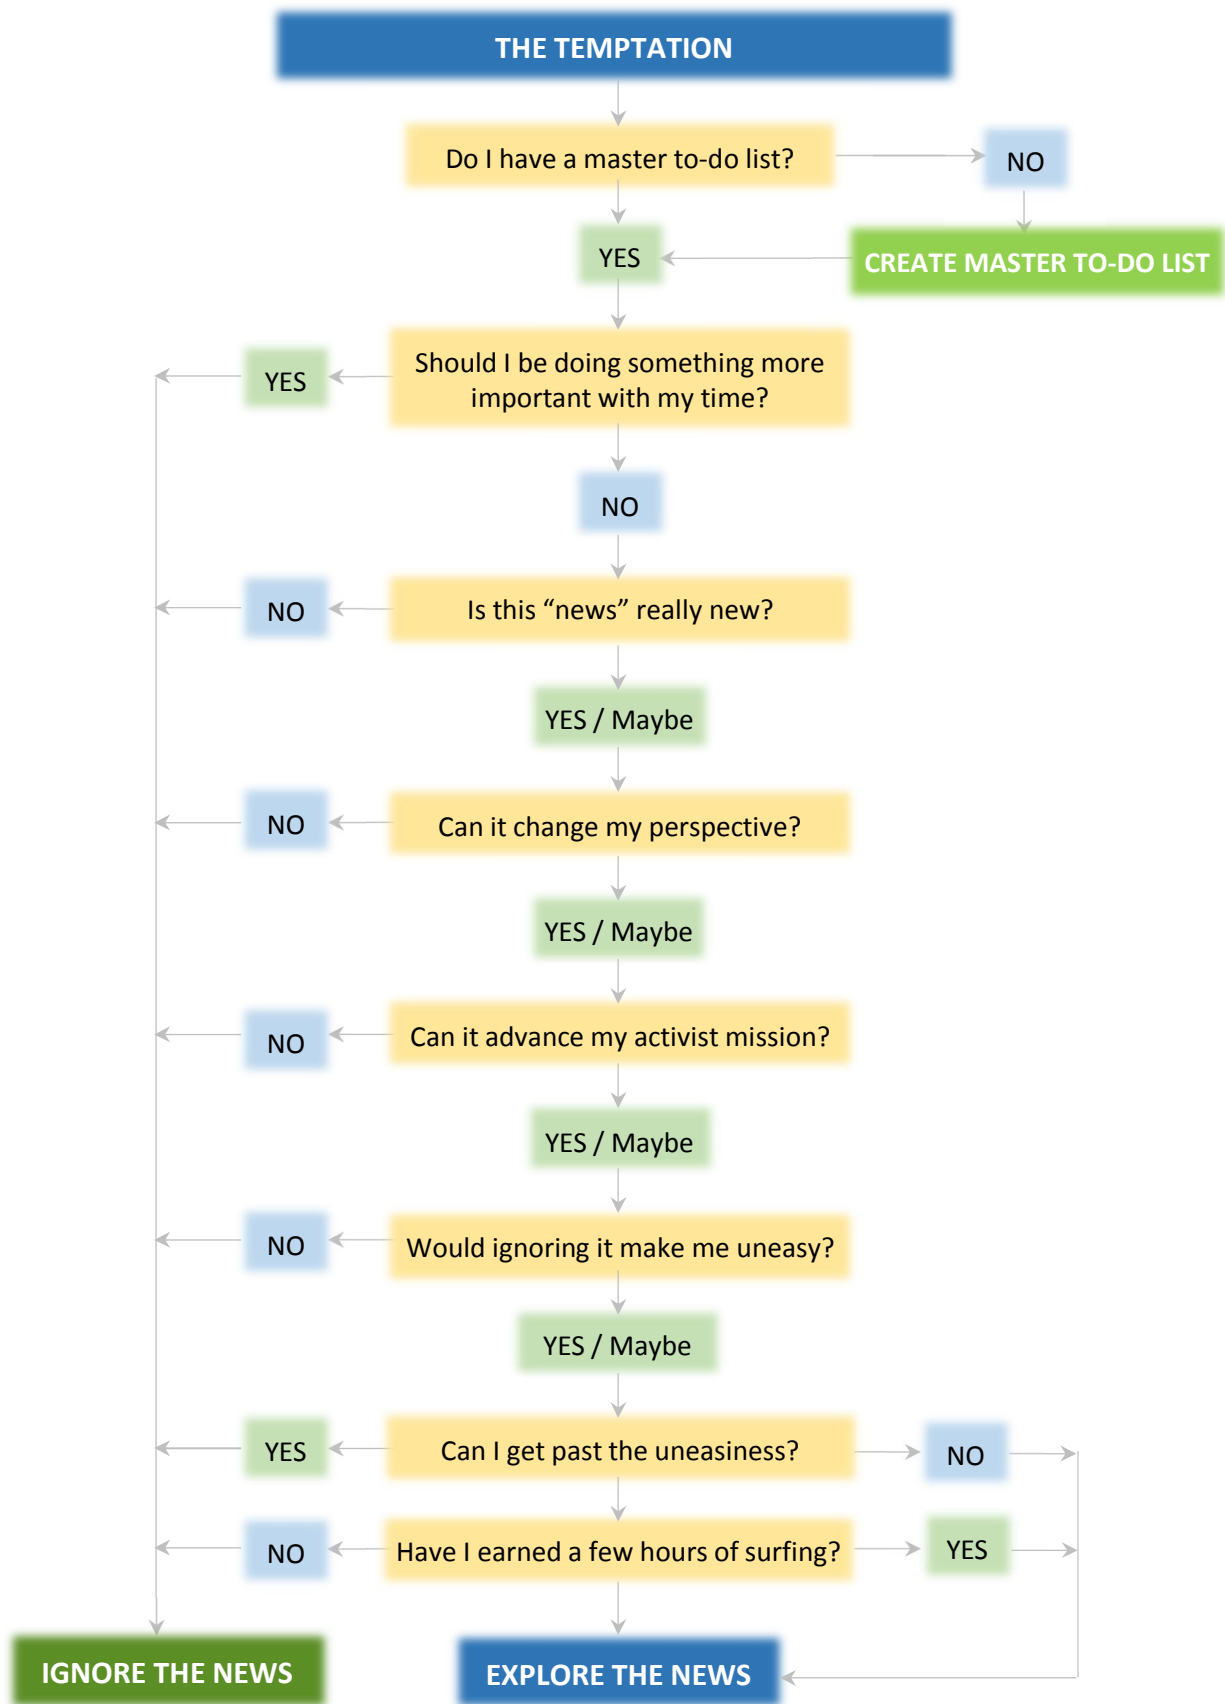 THE TEMPTATION
Do I have a master to-do list?
NO
YES
CREATE MASTER TO-DO LIST
YES
Should I be doing something more
important with my time?
NO
NO
Is this “news” really new?
YES / Maybe
NO
Can it change my perspective?
YES / Maybe
NO
Can it advance my activist mission?
YES / Maybe
NO
Would ignoring it make me uneasy?
YES / Maybe
YES
Can I get past the uneasiness?
NO
NO
Have I earned a few hours of surfing?
YES
IGNORE THE NEWS
EXPLORE THE NEWS